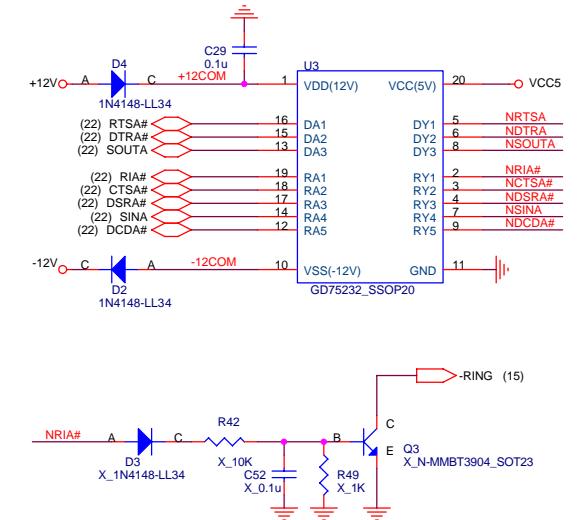 C29
0.1u
D4
+12V A C +12COM
1N4148-LL34
U3
1 VDD(12V) VCC(5V) 20 VCC5
(22) RTSA# 16 DA1 DY1 5 NRTSA
(22) DTRA# 15 DA2 DY2 6 NDTRA
(22) SOUTA 13 DA3 DY3 8 NSOUTA
(22) RIA# 19 RA1 RY1 2 NRIA#
(22) CTSA# 18 RA2 RY2 3 NCTSA#
(22) DSRA# 17 RA3 RY3 4 NDSRA#
(22) SINA 14 RA4 RY4 7 NSINA
(22) DCDA# 12 RA5 RY5 9 NDCDA#
-12V C A -12COM 10 VSS(-12V) GND 11
D2
1N4148-LL34
GD75232_SSOP20
-RING (15)
NRIA# A C R42 B C
D3
X_1N4148-LL34
X_10K
C52
X_0.1u
R49
X_1K
E Q3
X_N-MMBT3904_SOT23